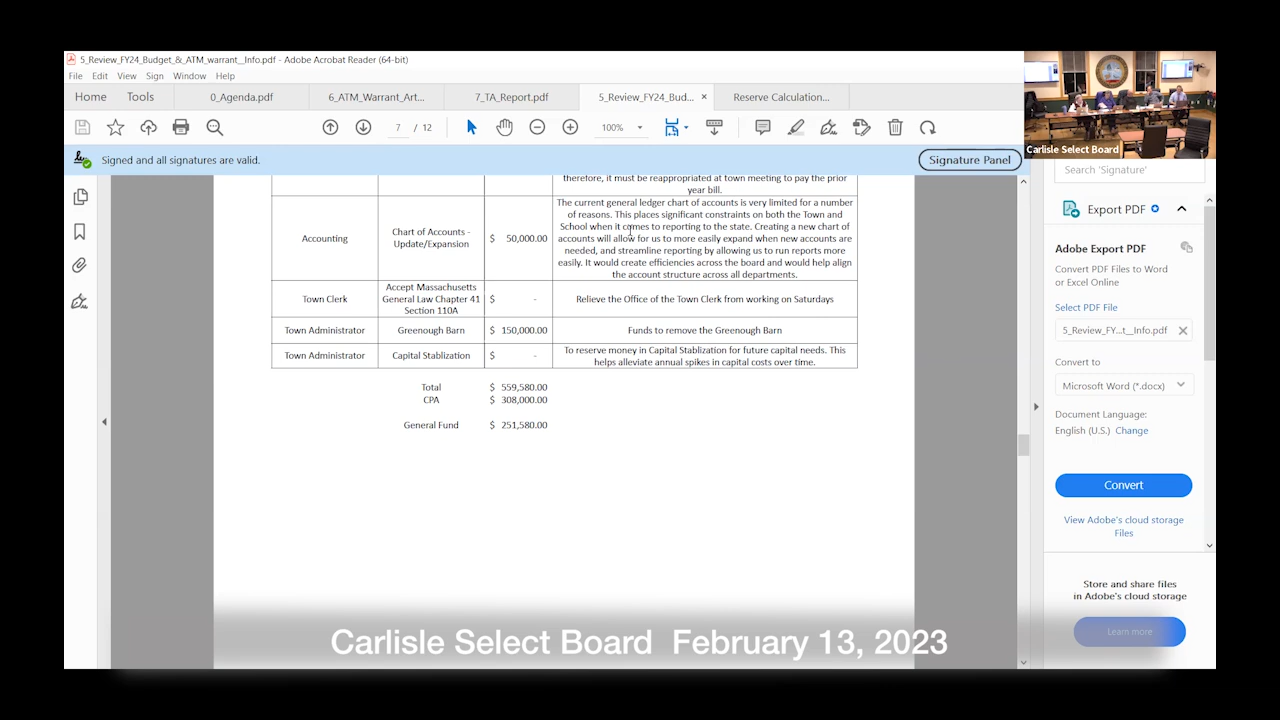 5_Review_FY24_Budget_&_ATM_warrant__Info.pdf - Adobe Acrobat Reader (64-bit)
File Edit View Sign Window Help
Home Tools 0_Agenda.pdf 0_ATM_Warrant_Art... 7_TA_Report.pdf 5_Review_FY24_Bud... × Reserve Calculation...
7 / 12 100%
Carlisle Select Board
Signed and all signatures are valid. Signature Panel
Search 'Signature'
therefore, it must be reappropriated at town meeting to pay the prior
year bill.
Accounting
Chart of Accounts -
Update/Expansion
$ 50,000.00
The current general ledger chart of accounts is very limited for a number
of reasons. This places significant constraints on both the Town and
School when it comes to reporting to the state. Creating a new chart of
accounts will allow for us to more easily expand when new accounts are
needed, and streamline reporting by allowing us to run reports more
easily. It would create efficiencies across the board and would help align
the account structure across all departments.
Town Clerk
Accept Massachusetts
General Law Chapter 41
Section 110A
$ -
Relieve the Office of the Town Clerk from working on Saturdays
Town Administrator Greenough Barn $ 150,000.00 Funds to remove the Greenough Barn
Town Administrator Capital Stablization $ -
To reserve money in Capital Stablization for future capital needs. This
helps alleviate annual spikes in capital costs over time.
Total $ 559,580.00
CPA $ 308,000.00
General Fund $ 251,580.00
Export PDF
Adobe Export PDF
Convert PDF Files to Word
or Excel Online
Select PDF File
5_Review_FY...t__Info.pdf
Convert to
Microsoft Word (*.docx)
Document Language:
English (U.S.) Change
Convert
View Adobe's cloud storage
Files
Store and share files
in Adobe's cloud storage
Learn more
Carlisle Select Board February 13, 2023